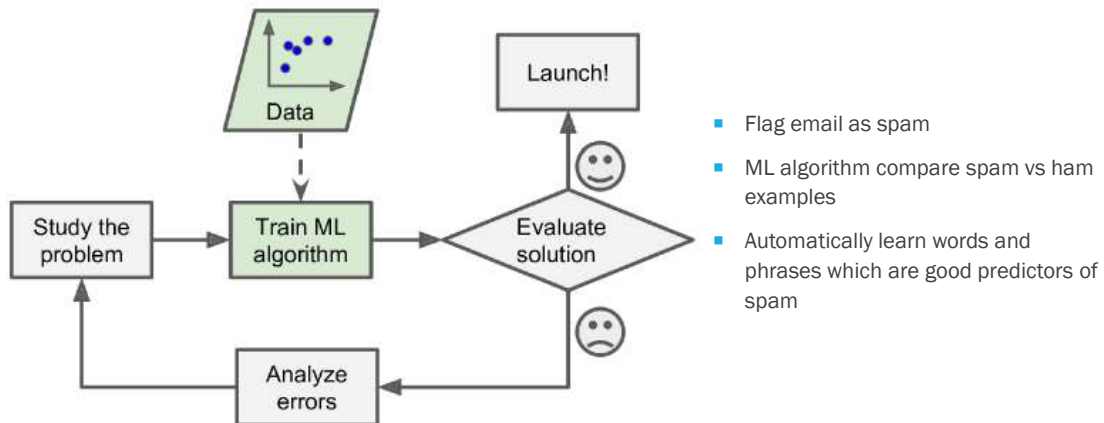 Data
Launch!
Study the
problem
Train ML
algorithm
Evaluate
solution
Analyze
errors
Flag email as spam
ML algorithm compare spam vs ham
examples
Automatically learn words and
phrases which are good predictors of
spam